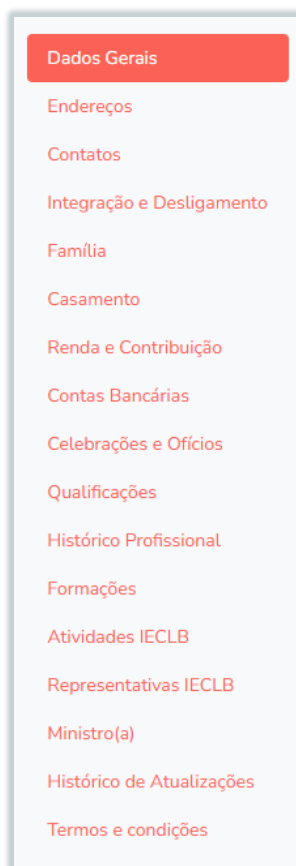 Dados Gerais
Endereços
Contatos
Integração e Desligamento
Família
Casamento
Renda e Contribuição
Contas Bancárias
Celebrações e Ofícios
Qualificações
Histórico Profissional
Formações
Atividades IECLB
Representativas IECLB
Ministro(a)
Histórico de Atualizações
Termos e condições